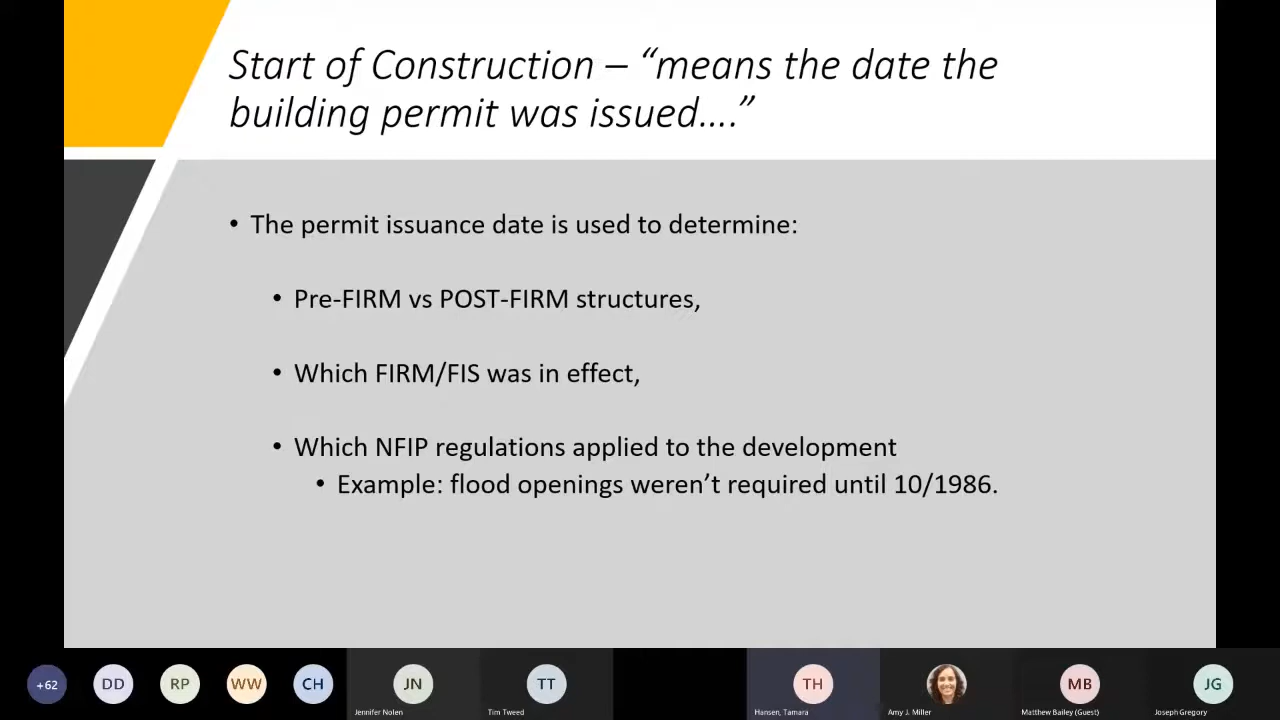 Start of Construction – “means the date the
building permit was issued....”
• The permit issuance date is used to determine:
• Pre-FIRM vs POST-FIRM structures,
• Which FIRM/FIS was in effect,
• Which NFIP regulations applied to the development
• Example: flood openings weren’t required until 10/1986.
+62 DD RP WW CH JN TT TH MB JG
Jennifer Nolen Tim Tweed Hansen, Tamara Amy J. Miller Matthew Bailey (Guest) Joseph Gregory